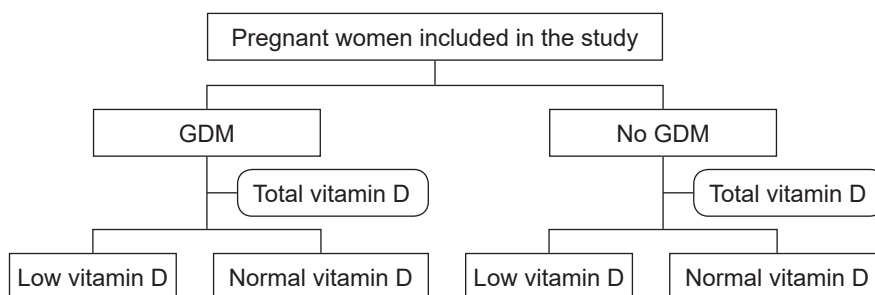 Pregnant women included in the study
GDM
No GDM
Total vitamin D
Total vitamin D
Low vitamin D
Normal vitamin D
Low vitamin D
Normal vitamin D